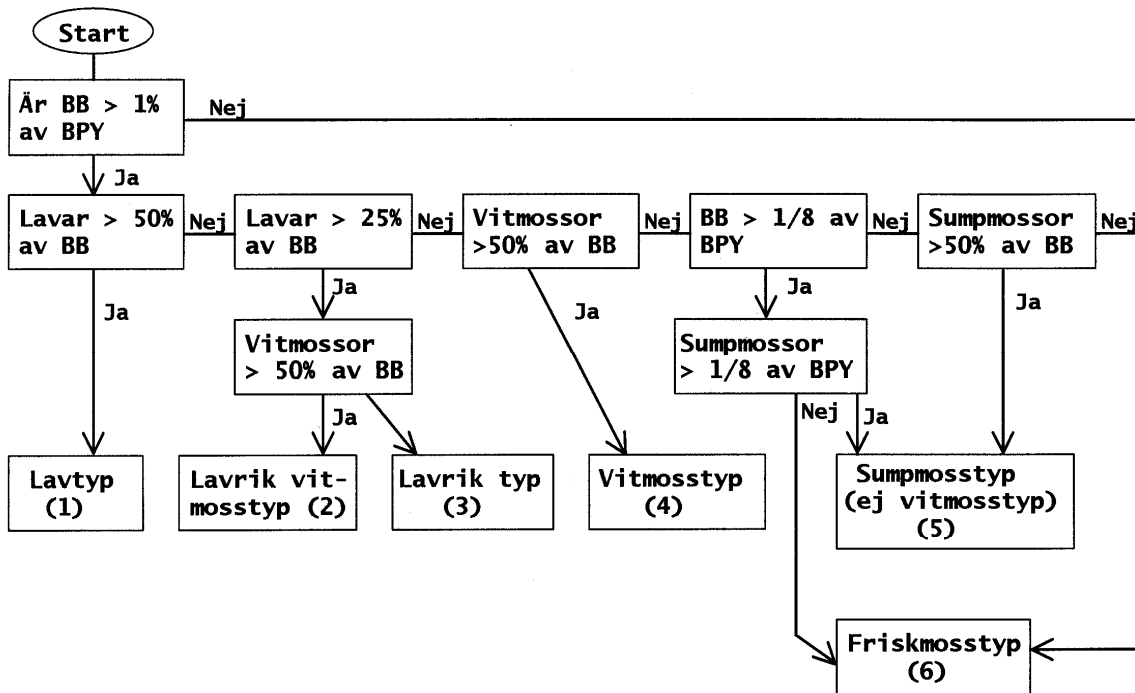 Start
Är BB > 1%
av BPY
Nej
Ja
Lavar > 50%
av BB
Nej
Lavar > 25%
av BB
Nej
Vitmossor
>50% av BB
Nej
BB > 1/8 av
BPY
Nej
Sumpmossor
>50% av BB
Nej
Ja
Ja
Ja
Ja
Ja
Vitmossor
> 50% av BB
Sumpmossor
> 1/8 av BPY
Ja
Nej
Ja
Lavtyp
(1)
Lavrik vit-
mosstyp (2)
Lavrik typ
(3)
Vitmosstyp
(4)
Sumpmosstyp
(ej vitmosstyp)
(5)
Friskmosstyp
(6)